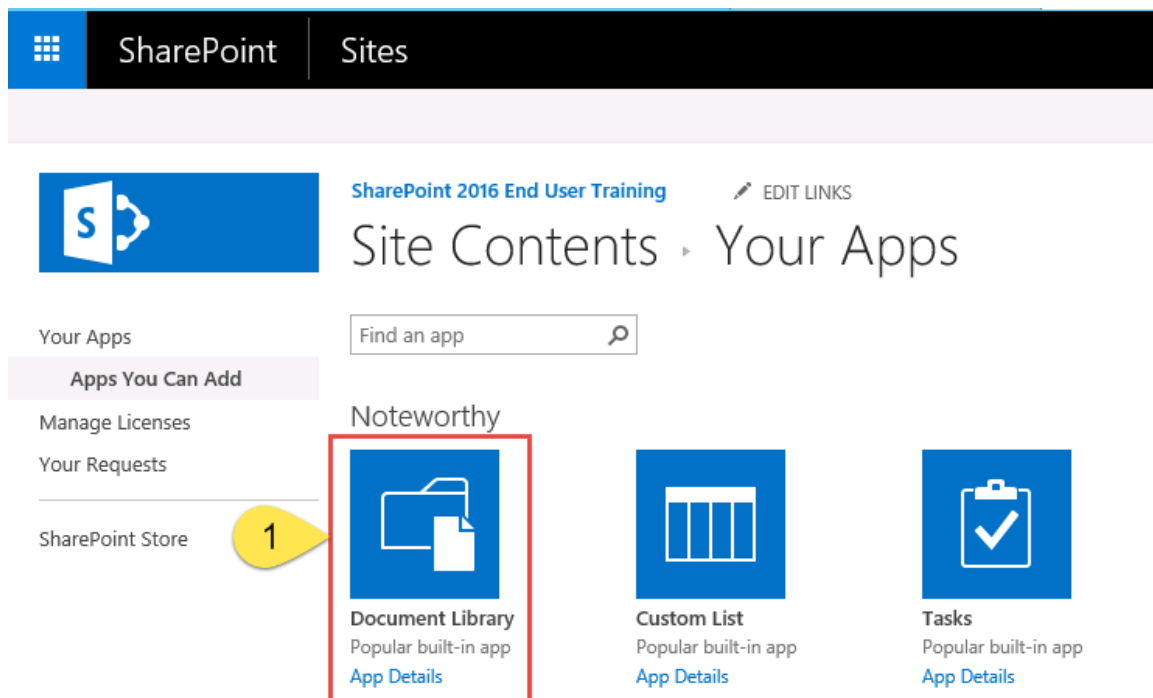 SharePoint Sites
S
SharePoint 2016 End User Training EDIT LINKS
Site Contents Your Apps
Your Apps
Apps You Can Add
Manage Licenses
Your Requests
SharePoint Store
Find an app
Noteworthy
1
Document Library
Popular built-in app
App Details
Custom List
Popular built-in app
App Details
Tasks
Popular built-in app
App Details